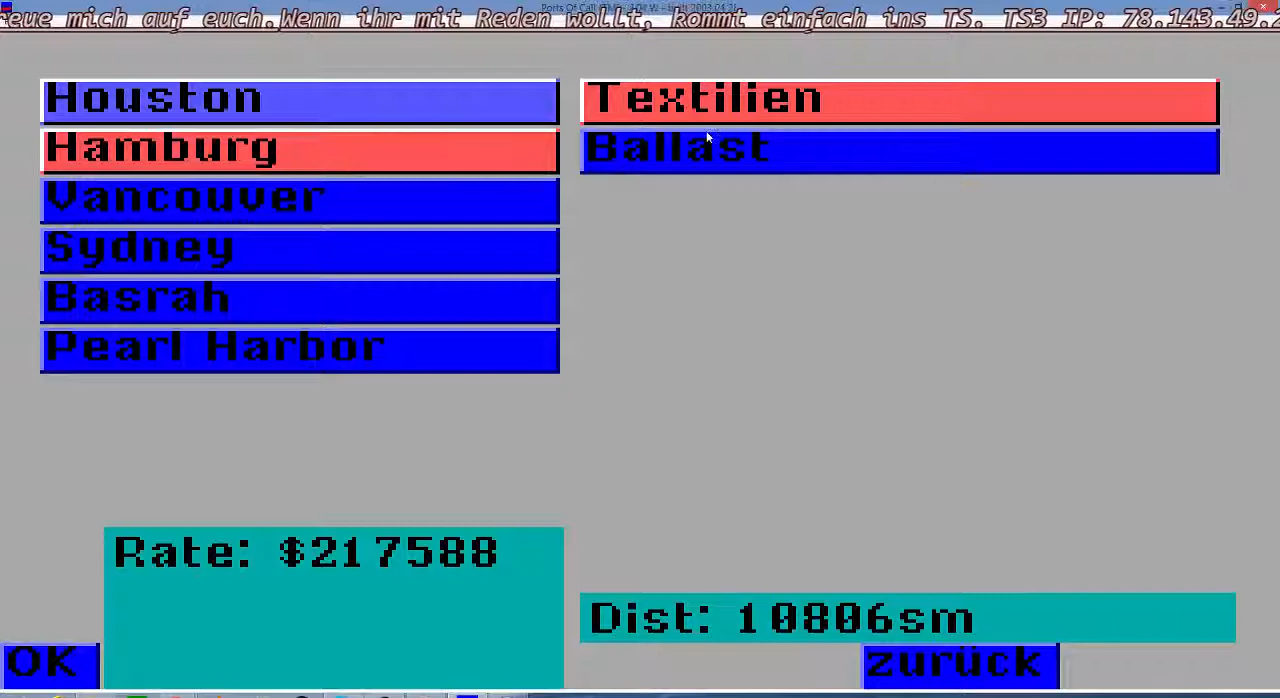 eue mich auf euch.Wenn ihr mit Reden wollt, kommt einfach ins TS. TS3 IP: 78.143.49.2
Houston
Textilien
Hamburg
Ballast
Vancouver
Sydney
Basrah
Pearl Harbor
Rate: $217588
Dist: 10806sm
OK
zurück